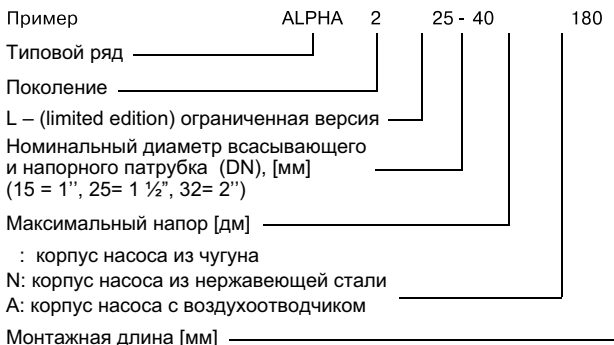 Пример ALPHA 2 25 - 40 180
Типовой ряд
Поколение
L – (limited edition) ограниченная версия
Номинальный диаметр всасывающего
и напорного патрубка (DN), [мм]
(15 = 1’’, 25= 1 ½”, 32= 2’’)
Максимальный напор [дм]
: корпус насоса из чугуна
N: корпус насоса из нержавеющей стали
A: корпус насоса с воздухоотводчиком
Монтажная длина [мм]